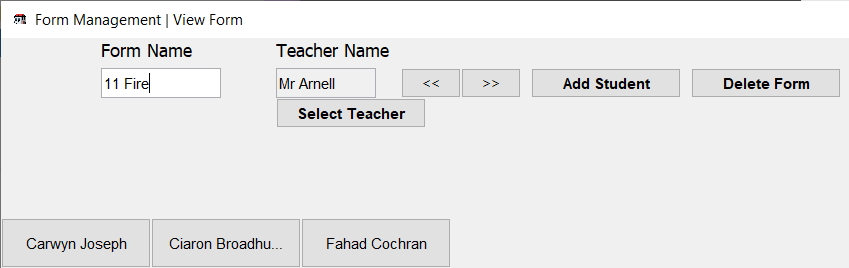 Form Management | View Form
Form Name Teacher Name
11 Fire Mr Arnell << >> Add Student Delete Form
Select Teacher
Carwyn Joseph Ciaron Broadhu... Fahad Cochran